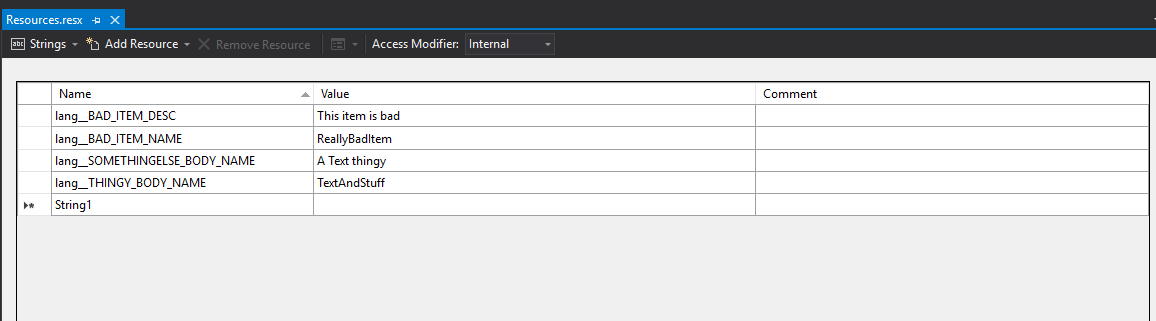 Resources.resx
Strings Add Resource Remove Resource Access Modifier: Internal
Name Value Comment
lang__BAD_ITEM_DESC This item is bad
lang__BAD_ITEM_NAME ReallyBadItem
lang__SOMETHINGELSE_BODY_NAME A Text thingy
lang__THINGY_BODY_NAME TextAndStuff
String1